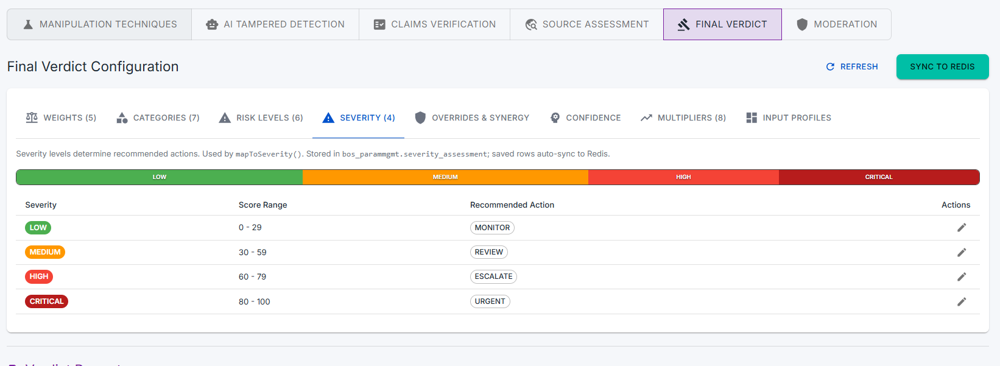 MANIPULATION TECHNIQUES
AI TAMPERED DETECTION
CLAIMS VERIFICATION
SOURCE ASSESSMENT
FINAL VERDICT
MODERATION
Final Verdict Configuration
REFRESH
SYNC TO REDIS
WEIGHTS (5)
CATEGORIES (7)
RISK LEVELS (6)
SEVERITY (4)
OVERRIDES & SYNERGY
CONFIDENCE
MULTIPLIERS (8)
INPUT PROFILES
Severity levels determine recommended actions. Used by mapToSeverity(). Stored in bos_parammgmt.severity_assessment; saved rows auto-sync to Redis.
LOW MEDIUM HIGH CRITICAL
Severity Score Range Recommended Action Actions
LOW 0 - 29 MONITOR
MEDIUM 30 - 59 REVIEW
HIGH 60 - 79 ESCALATE
CRITICAL 80 - 100 URGENT